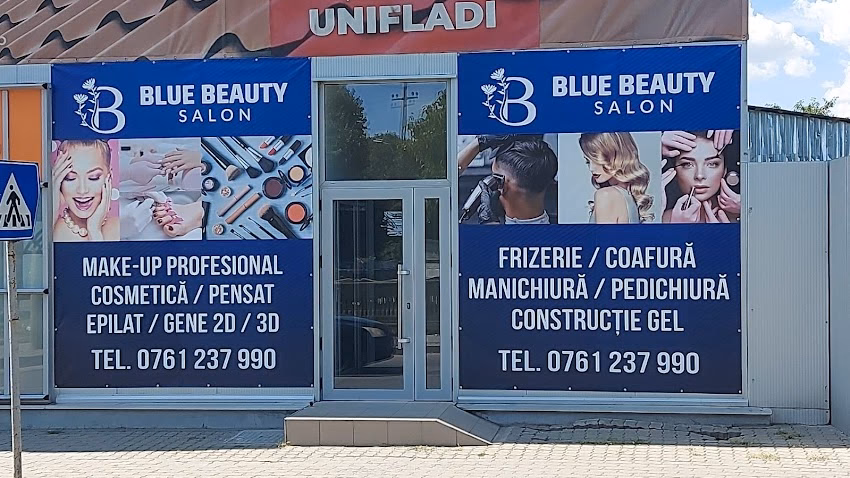 UNIFLADI
B BLUE BEAUTY
SALON
MAKE-UP PROFESIONAL
COSMETICĂ / PENSAT
EPILAT / GENE 2D / 3D
TEL. 0761 237 990
B BLUE BEAUTY
SALON
FRIZERIE / COAFURĂ
MANICHIURĂ / PEDICHIURĂ
CONSTRUCȚIE GEL
TEL. 0761 237 990